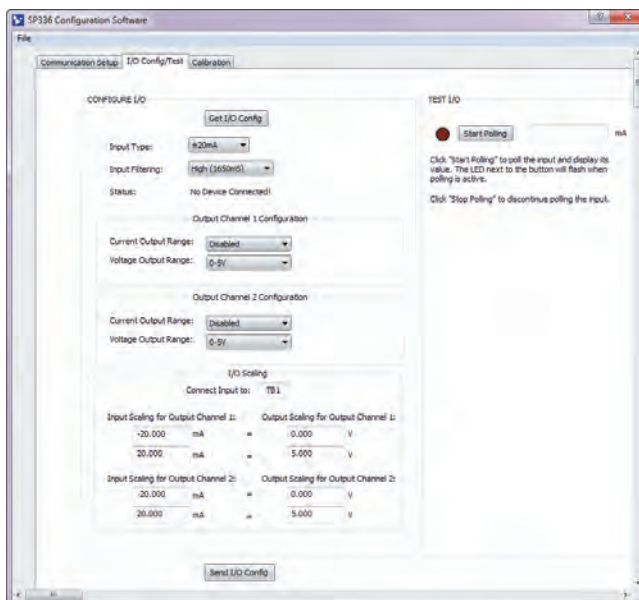 SP336 Configuration Software
File
Communication Setup I/O Config/Test Calibration
CONFIGURE I/O
Get I/O Config
Input Type: ±20mA
Input Filtering: High (1650mS)
Status: No Device Connected!
Output Channel 1 Configuration
Current Output Range: Disabled
Voltage Output Range: 0-5V
Output Channel 2 Configuration
Current Output Range: Disabled
Voltage Output Range: 0-5V
I/O Scaling
Connect Input to: TB1
Input Scaling for Output Channel 1: Output Scaling for Output Channel 1:
-20.000 mA = 0.000 V
20.000 mA = 5.000 V
Input Scaling for Output Channel 2: Output Scaling for Output Channel 2:
-20.000 mA = 0.000 V
20.000 mA = 5.000 V
Send I/O Config
TEST I/O
Start Polling mA
Click "Start Polling" to poll the input and display its
value. The LED next to the button will flash when
polling is active.
Click "Stop Polling" to discontinue polling the input.